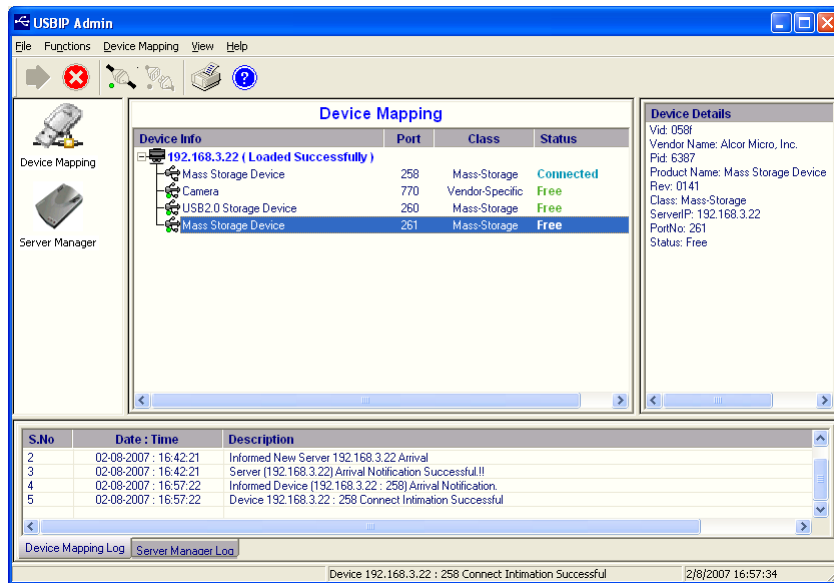 USBIP Admin
File Functions Device Mapping View Help
Device Mapping
Server Manager
Device Mapping
Device Info Port Class Status
192.168.3.22 ( Loaded Successfully )
Mass Storage Device 258 Mass-Storage Connected
Camera 770 Vendor-Specific Free
USB2.0 Storage Device 260 Mass-Storage Free
Mass Storage Device 261 Mass-Storage Free
Device Details
Vid: 058f
Vendor Name: Alcor Micro, Inc.
Pid: 6387
Product Name: Mass Storage Device
Rev: 0141
Class: Mass-Storage
ServerIP: 192.168.3.22
PortNo: 261
Status: Free
S.No Date : Time Description
2 02-08-2007 : 16:42:21 Informed New Server 192.168.3.22 Arrival
3 02-08-2007 : 16:42:21 Server (192.168.3.22) Arrival Notification Successful.!!
4 02-08-2007 : 16:57:22 Informed Device (192.168.3.22 : 258) Arrival Notification.
5 02-08-2007 : 16:57:22 Device 192.168.3.22 : 258 Connect Intimation Successful
Device Mapping Log Server Manager Log
Device 192.168.3.22 : 258 Connect Intimation Successful 2/8/2007 16:57:34